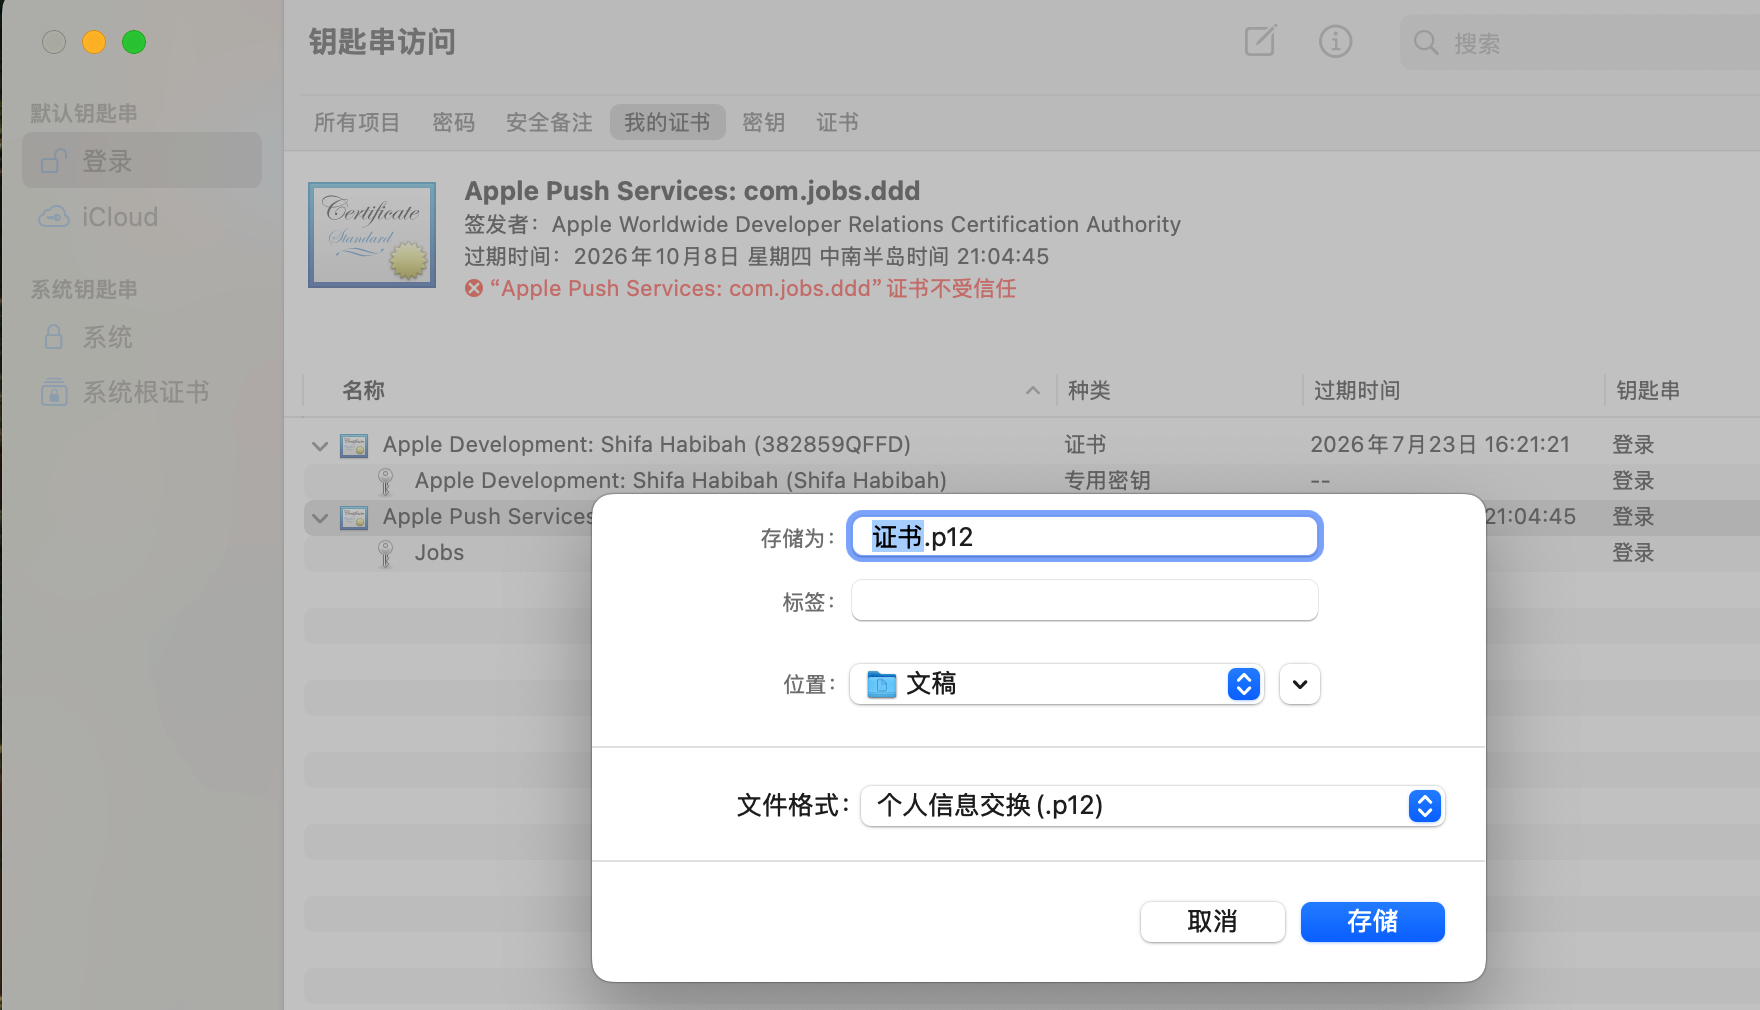 钥匙串访问
搜索
默认钥匙串
登录
iCloud
系统钥匙串
系统
系统根证书
所有项目
密码
安全备注
我的证书
密钥
证书
Certificate
Standard
Apple Push Services: com.jobs.ddd
签发者：Apple Worldwide Developer Relations Certification Authority
过期时间：2026年10月8日 星期四 中南半岛时间 21:04:45
“Apple Push Services: com.jobs.ddd”证书不受信任
名称 种类 过期时间 钥匙串
Apple Development: Shifa Habibah (382859QFFD) 证书 2026年7月23日 16:21:21 登录
Apple Development: Shifa Habibah (Shifa Habibah) 专用密钥 -- 登录
Apple Push Services 21:04:45 登录
Jobs 登录
存储为：证书.p12
标签：
位置：文稿
文件格式：个人信息交换 (.p12)
取消
存储